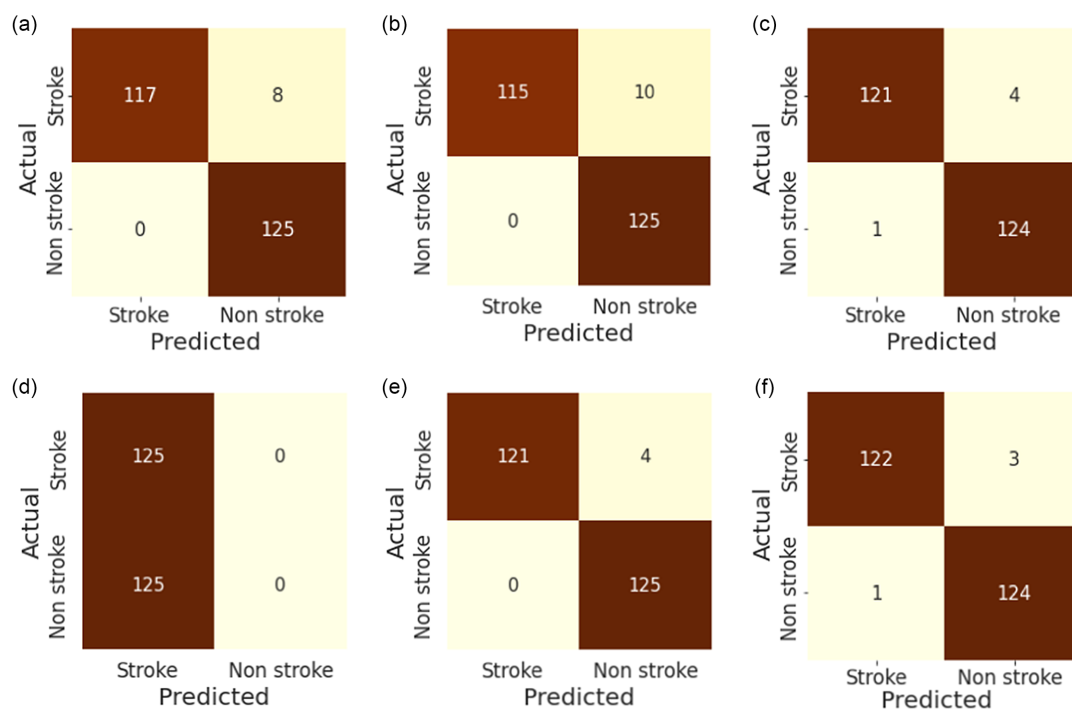 (a)
Actual
Stroke
Non stroke
117 8
0 125
Stroke Non stroke
Predicted
(b)
Actual
Stroke
Non stroke
115 10
0 125
Stroke Non stroke
Predicted
(c)
Actual
Stroke
Non stroke
121 4
1 124
Stroke Non stroke
Predicted
(d)
Actual
Stroke
Non stroke
125 0
125 0
Stroke Non stroke
Predicted
(e)
Actual
Stroke
Non stroke
121 4
0 125
Stroke Non stroke
Predicted
(f)
Actual
Stroke
Non stroke
122 3
1 124
Stroke Non stroke
Predicted